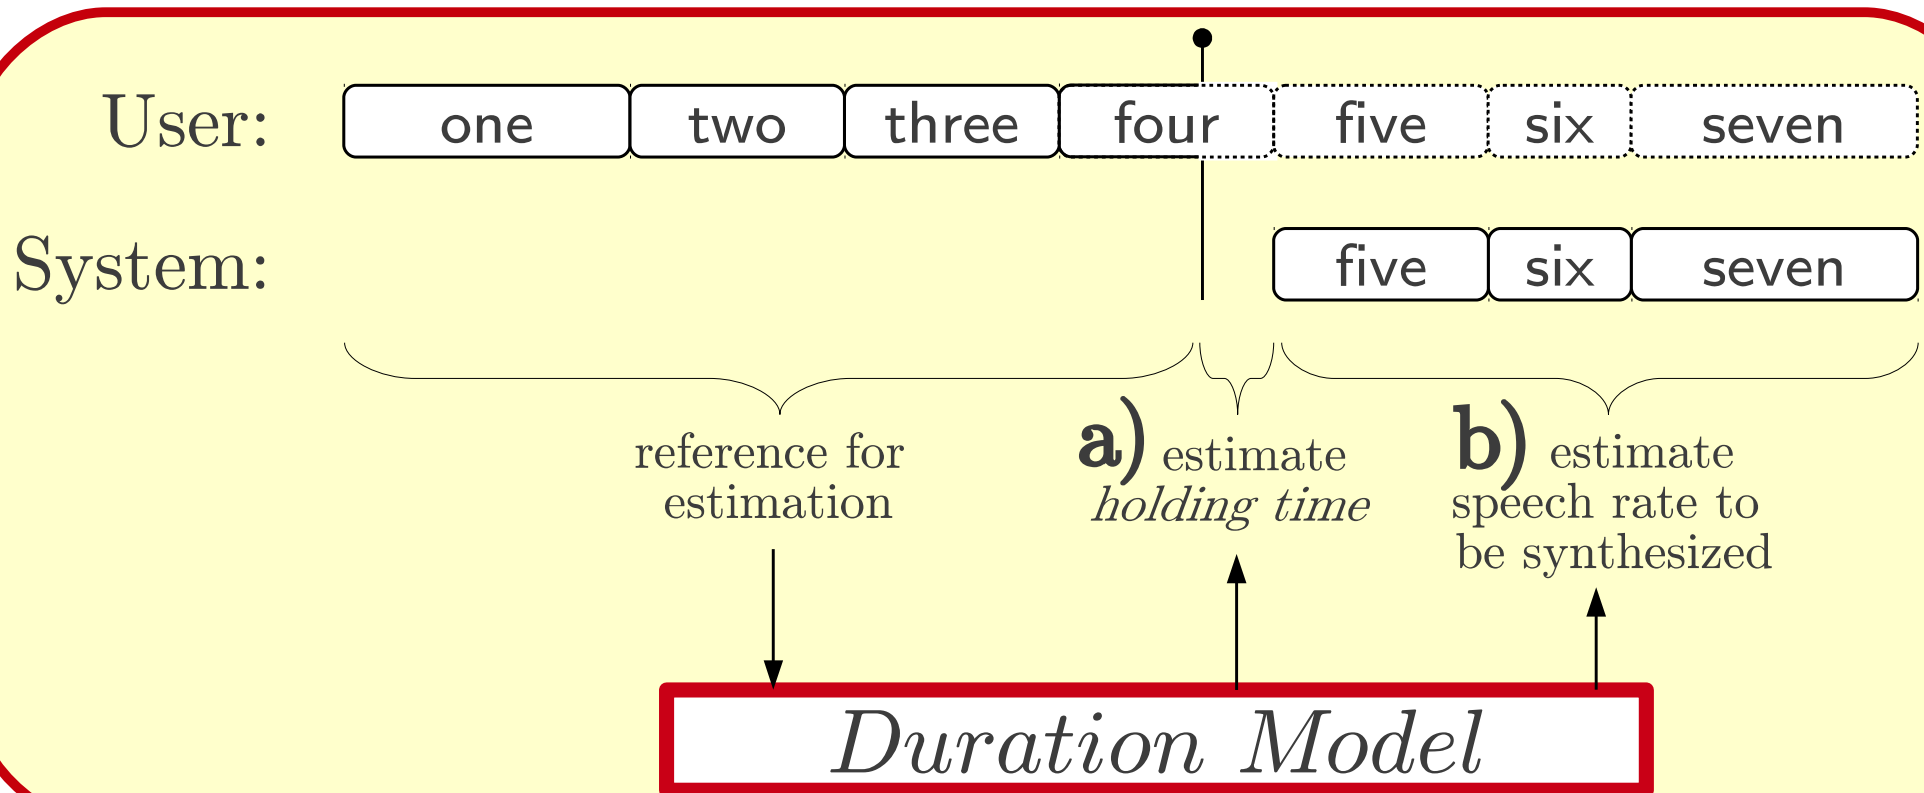 User: one two three four five six seven
System: five six seven
reference for
estimation
a) estimate
holding time
b) estimate
speech rate to
be synthesized
Duration Model